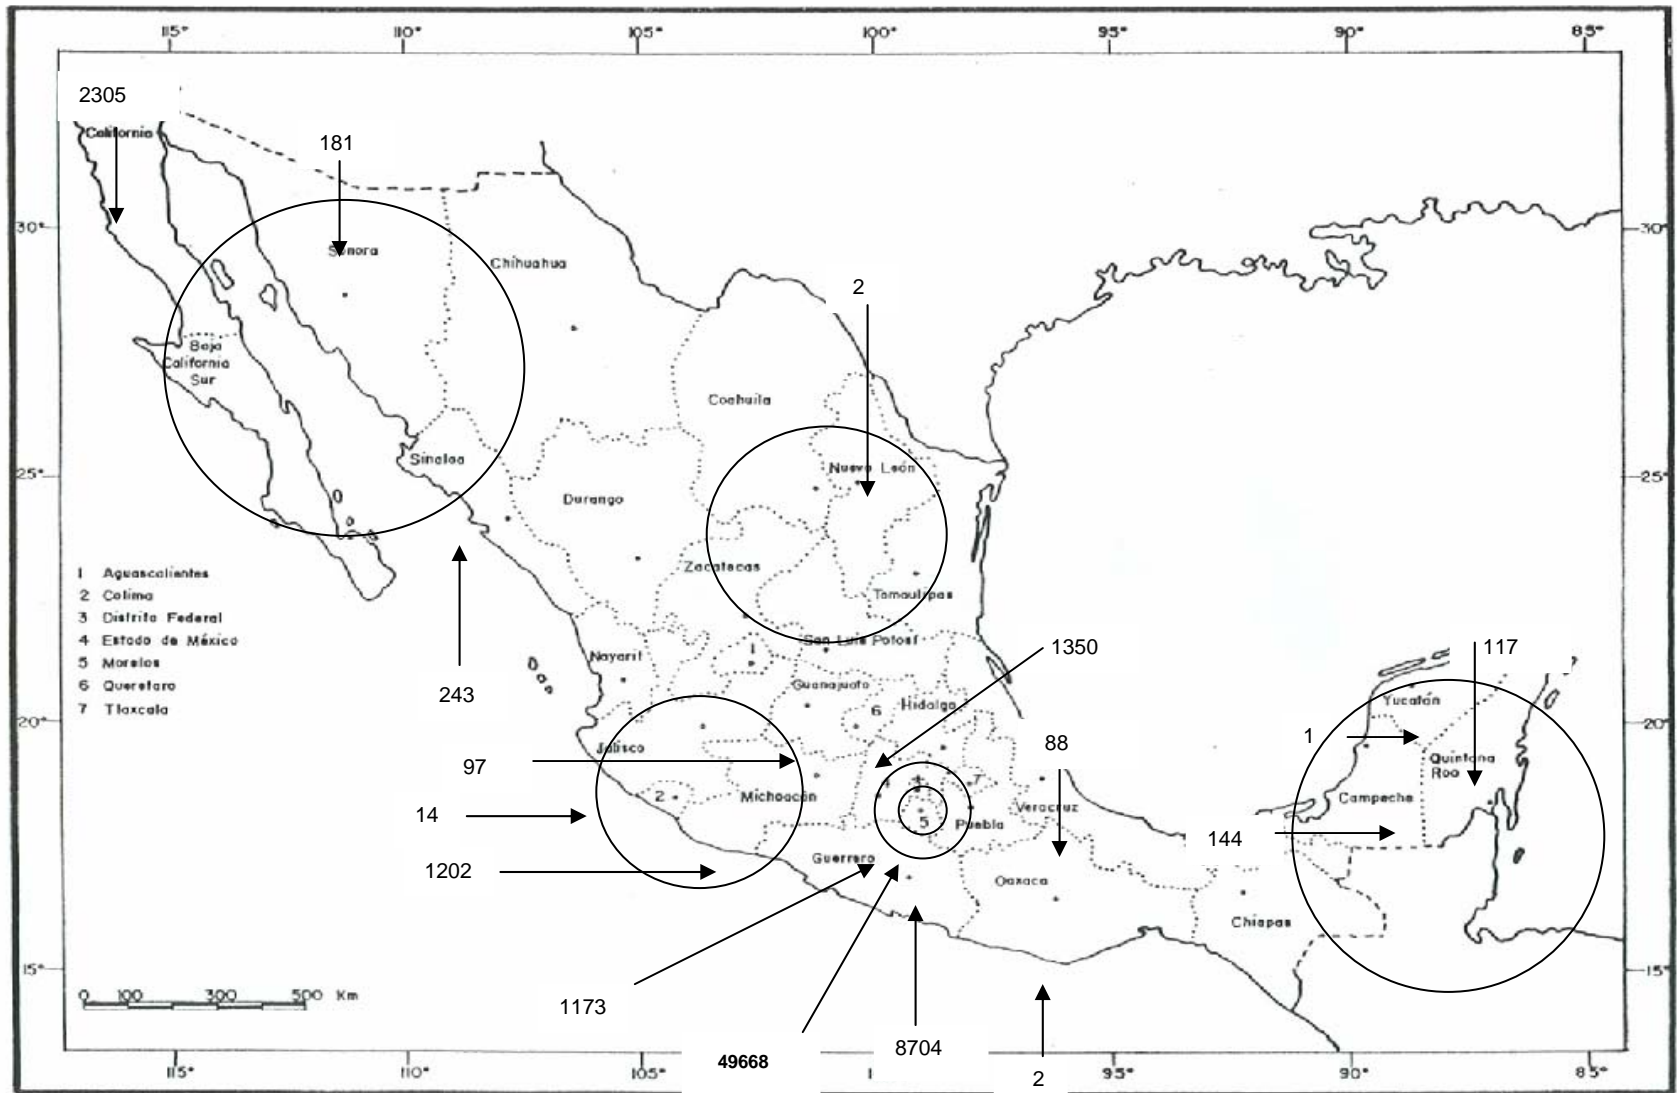 115° 110° 105° 100° 95° 90° 85°
2305
California
181
30° 30°
Sonora
Chihuahua
2
Baja
California
Sur
Coahuila
Sinaloa
Nuevo León
25° 25°
Durango
1 Aguascalientes
2 Colima
3 Distrito Federal
4 Estado de México
5 Morelos
6 Queretaro
7 Tlaxcala
Zacatecas
Tamaulipas
San Luis Potosí
1350
117
Nayarit
1
243
Guanajuato
Hidalgo
6
Yucatán
20° 20°
Jalisco
88
1
97
Quintana
Roo
4
7
2
Michoacán
Campeche
Veracruz
14
5
Puebla
144
Guerrero
1202
Oaxaca
Chiapas
15° 15°
0 100 300 500 Km
1173
49668
8704
2
115° 110° 105° 1 95° 90° 85°